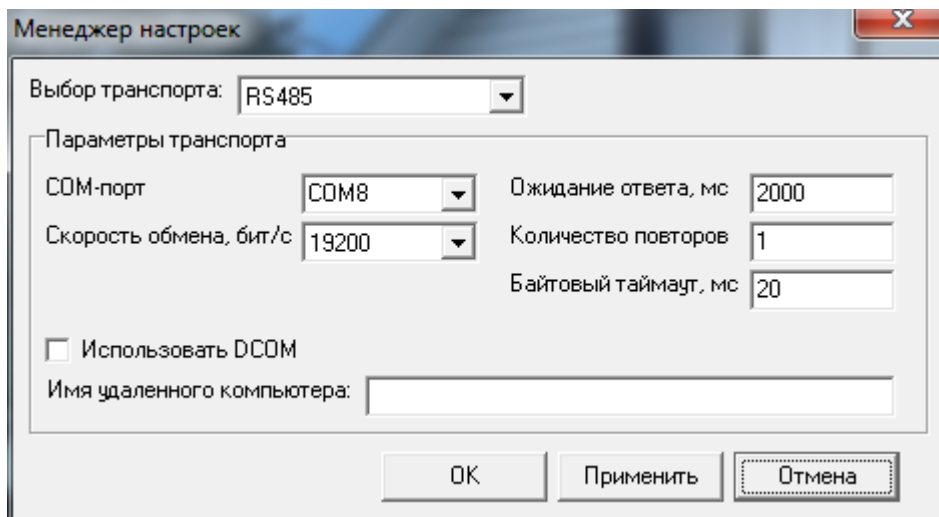 Менеджер настроек
Выбор транспорта: RS485
Параметры транспорта
COM-порт COM8 Ожидание ответа, мс 2000
Скорость обмена, бит/с 19200 Количество повторов 1
Байтовый таймаут, мс 20
Использовать DCOM
Имя удаленного компьютера:
OK Применить Отмена